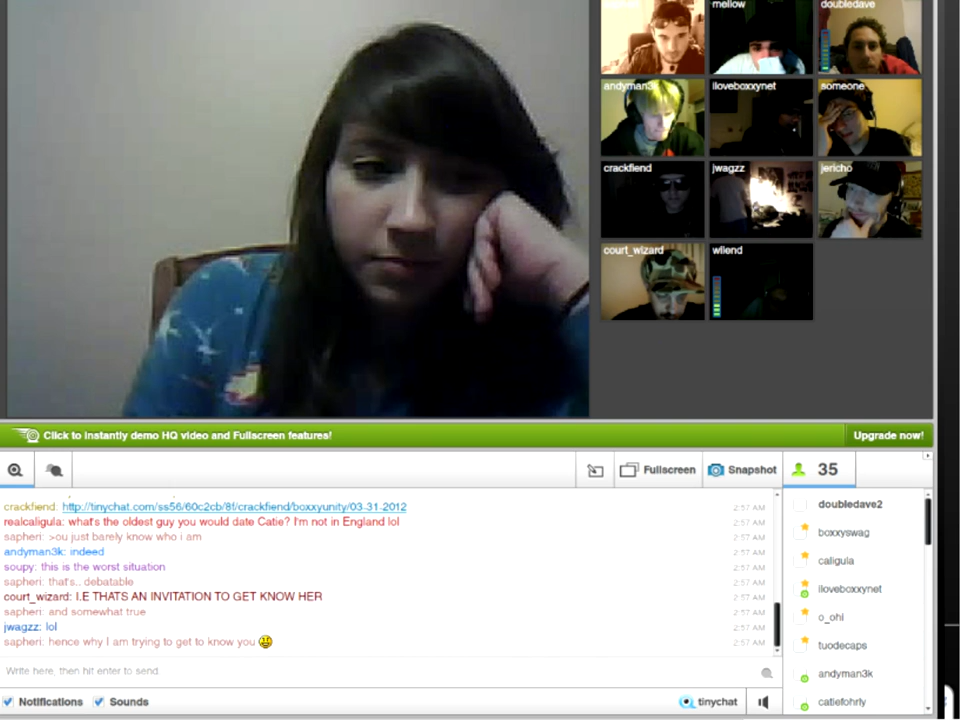 mellow
doubledave
andyman3k
iloveboxxynet
someone
crackfiend
jwagzz
jericho
court_wizard
wilend
Click to instantly demo HQ video and Fullscreen features!
Upgrade now!
Fullscreen
Snapshot
35
crackfiend: http://tinychat.com/ss56/60c2cb/8f/crackfiend/boxxyunity/03-31-2012 2:57 AM
realcaligula: what's the oldest guy you would date Catie? I'm not in England lol 2:57 AM
sapheri: >ou just barely know who i am 2:57 AM
andyman3k: indeed 2:57 AM
soupy: this is the worst situation 2:57 AM
sapheri: that's.. debatable 2:57 AM
court_wizard: I.E THATS AN INVITATION TO GET KNOW HER 2:57 AM
sapheri: and somewhat true 2:57 AM
jwagzz: lol 2:57 AM
sapheri: hence why I am trying to get to know you 2:57 AM
doubledave2
boxxyswag
caligula
iloveboxxynet
o_ohl
tuodecaps
andyman3k
catiefohrly
Write here, then hit enter to send
Notifications
Sounds
tinychat